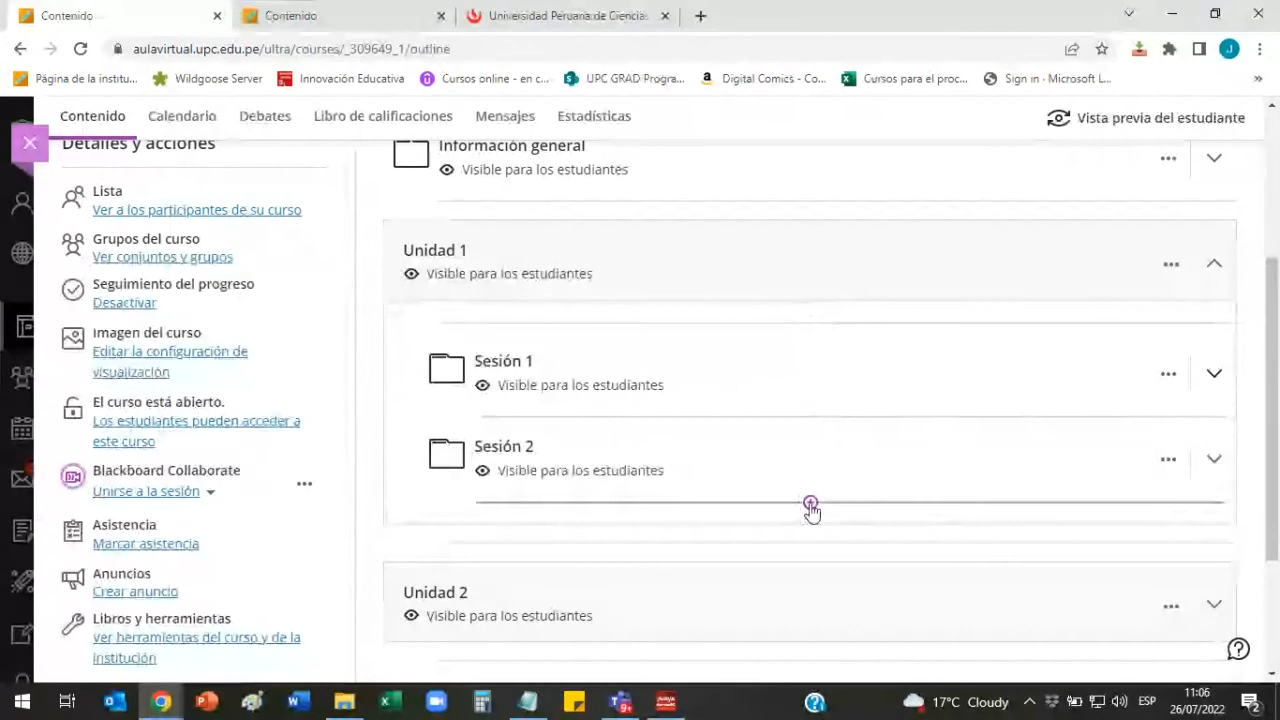 Contenido
Contenido
Universidad Peruana de Ciencias
aulavirtual.upc.edu.pe/ultra/courses/_309649_1/outline
J
Página de la institu...
Wildgoose Server
Innovación Educativa
Cursos online - en c...
UPC GRAD Progra...
Digital Comics - Co...
Cursos para el proc...
Sign in - Microsoft L...
»
Contenido
Calendario
Debates
Libro de calificaciones
Mensajes
Estadísticas
Vista previa del estudiante
Detalles y acciones
Lista
Ver a los participantes de su curso
Grupos del curso
Ver conjuntos y grupos
Seguimiento del progreso
Desactivar
Imagen del curso
Editar la configuración de
visualización
El curso está abierto.
Los estudiantes pueden acceder a
este curso
Blackboard Collaborate
Unirse a la sesión
Asistencia
Marcar asistencia
Anuncios
Crear anuncio
Libros y herramientas
Ver herramientas del curso y de la
institución
Información general
Visible para los estudiantes
Unidad 1
Visible para los estudiantes
Sesión 1
Visible para los estudiantes
Sesión 2
Visible para los estudiantes
Unidad 2
Visible para los estudiantes
17°C Cloudy
ESP
11:06
26/07/2022